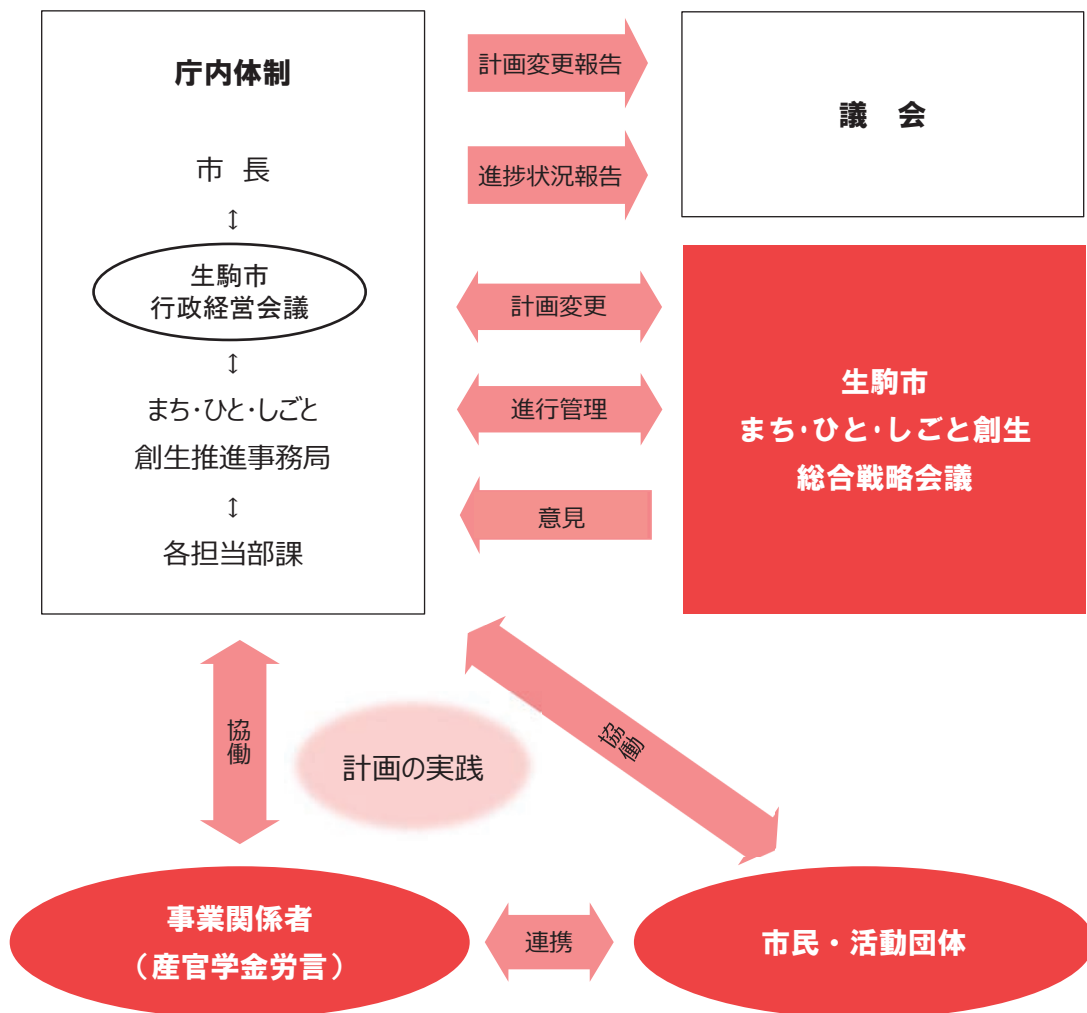 庁内体制
市 長
↕
生駒市
行政経営会議
↕
まち・ひと・しごと
創生推進事務局
↕
各担当部課
計画変更報告
進捗状況報告
議 会
計画変更
進行管理
意見
生駒市
まち・ひと・しごと創生
総合戦略会議
協働
計画の実践
協働
事業関係者
（産官学金労言）
連携
市民・活動団体